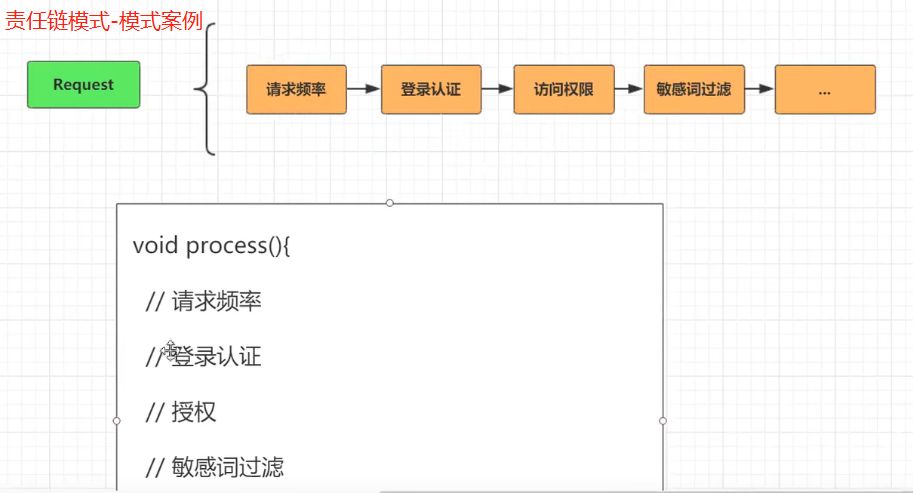 责任链模式-模式案例
Request
请求频率
登录认证
访问权限
敏感词过滤
...
void process(){
// 请求频率
// 登录认证
// 授权
// 敏感词过滤